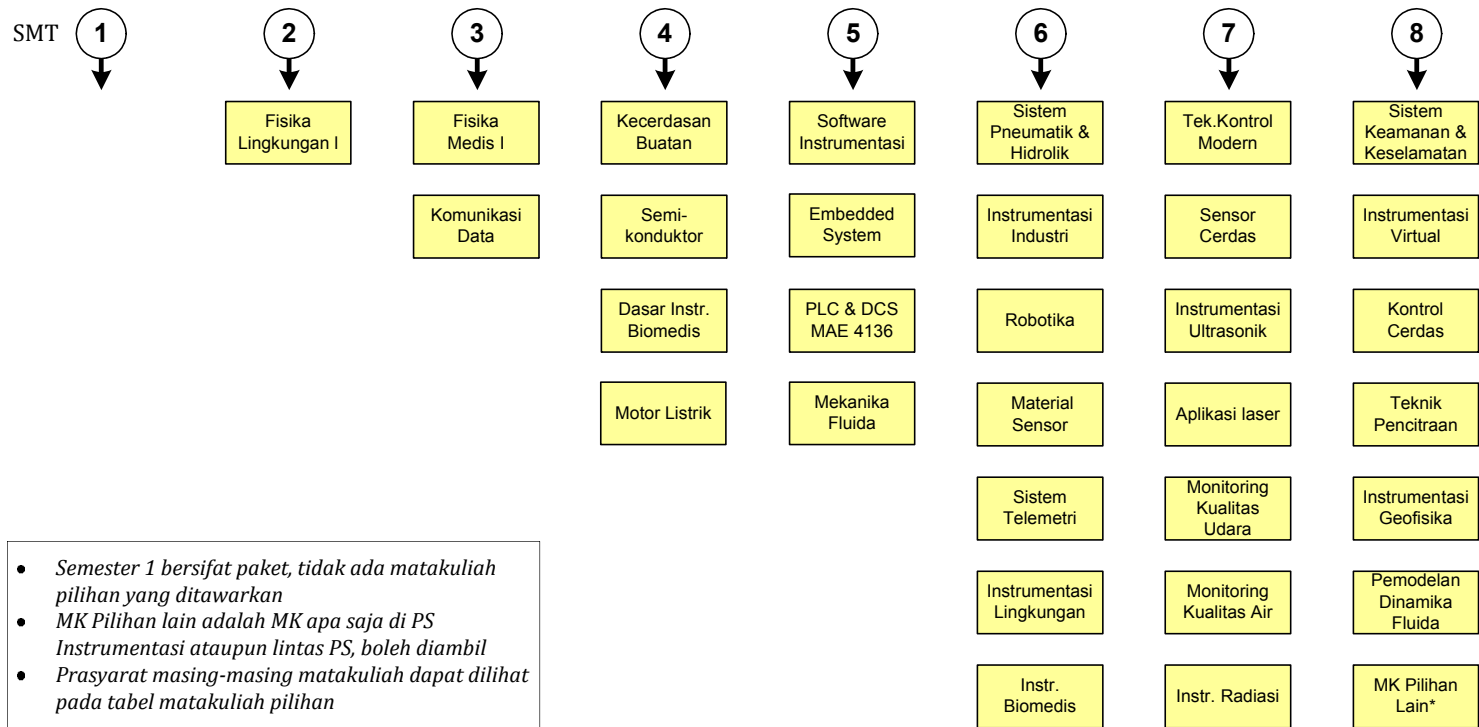 SMT 1 2 3 4 5 6 7 8
Fisika
Lingkungan I
Fisika
Medis I
Kecerdasan
Buatan
Software
Instrumentasi
Sistem
Pneumatik &
Hidrolik
Tek.Kontrol
Modern
Sistem
Keamanan &
Keselamatan
Komunikasi
Data
Semi-
konduktor
Embedded
System
Instrumentasi
Industri
Sensor
Cerdas
Instrumentasi
Virtual
Dasar Instr.
Biomedis
PLC & DCS
MAE 4136
Robotika
Instrumentasi
Ultrasonik
Kontrol
Cerdas
Motor Listrik
Mekanika
Fluida
Material
Sensor
Aplikasi laser
Teknik
Pencitraan
Sistem
Telemetri
Monitoring
Kualitas
Udara
Instrumentasi
Geofisika
Instrumentasi
Lingkungan
Monitoring
Kualitas Air
Pemodelan
Dinamika
Fluida
Instr.
Biomedis
Instr. Radiasi
MK Pilihan
Lain*
• Semester 1 bersifat paket, tidak ada matakuliah
pilihan yang ditawarkan
• MK Pilihan lain adalah MK apa saja di PS
Instrumentasi ataupun lintas PS, boleh diambil
• Prasyarat masing-masing matakuliah dapat dilihat
pada tabel matakuliah pilihan